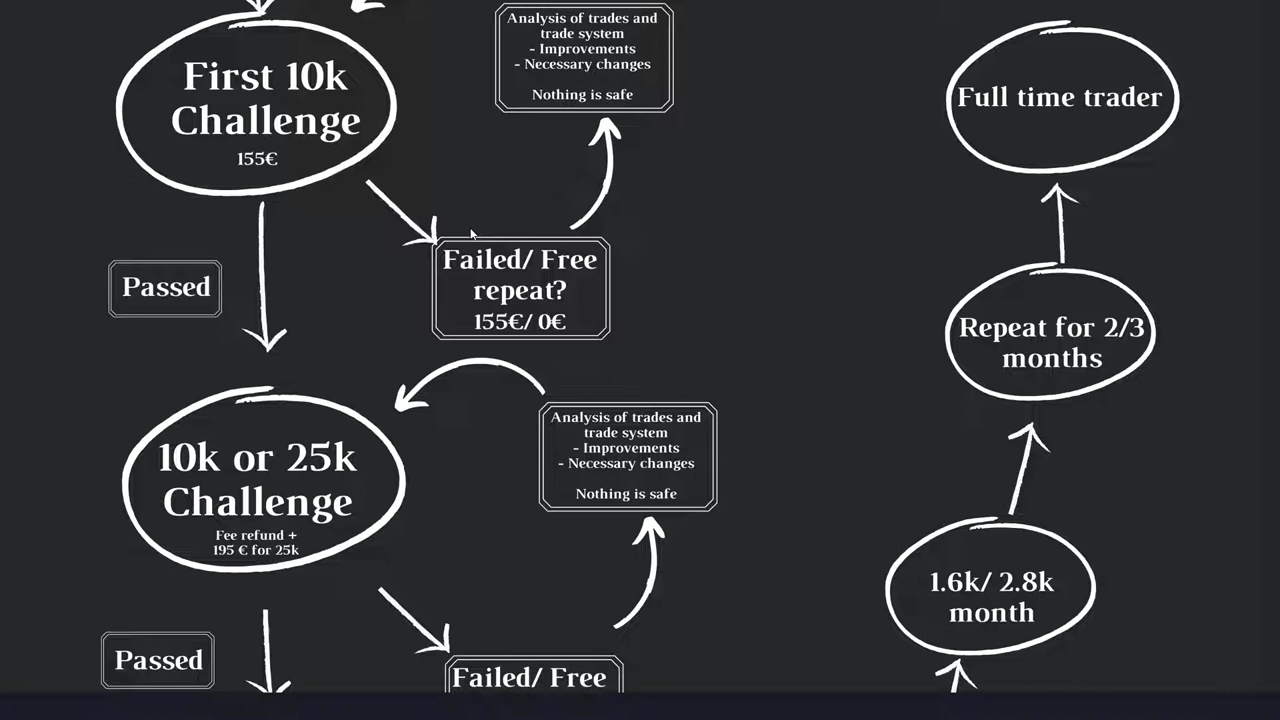 First 10k
Challenge
155€
Analysis of trades and
trade system
- Improvements
- Necessary changes
Nothing is safe
Passed
Failed/ Free
repeat?
155€/ 0€
10k or 25k
Challenge
Fee refund +
195 € for 25k
Analysis of trades and
trade system
- Improvements
- Necessary changes
Nothing is safe
Passed
Failed/ Free
Full time trader
Repeat for 2/3
months
1.6k/ 2.8k
month